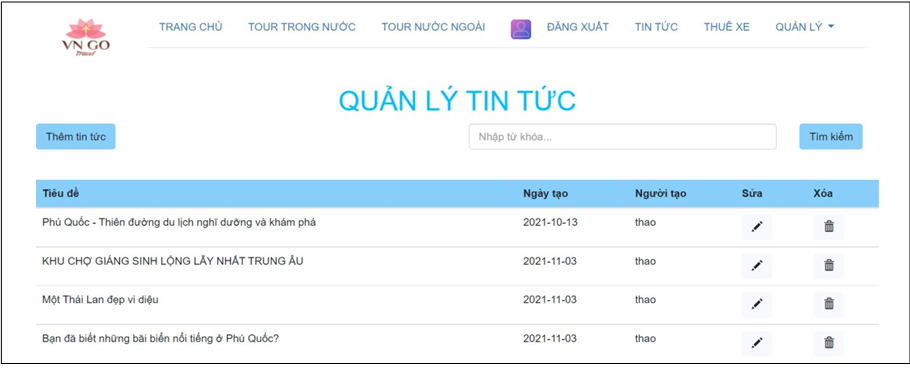 VN GO
Travel
TRANG CHỦ TOUR TRONG NƯỚC TOUR NƯỚC NGOÀI ĐĂNG XUẤT TIN TỨC THUÊ XE QUẢN LÝ
QUẢN LÝ TIN TỨC
Thêm tin tức Nhập từ khóa... Tìm kiếm
Tiêu đề Ngày tạo Người tạo Sửa Xóa
Phú Quốc - Thiên đường du lịch nghĩ dưỡng và khám phá 2021-10-13 thao
KHU CHỢ GIÁNG SINH LỘNG LẪY NHẤT TRUNG ÂU 2021-11-03 thao
Một Thái Lan đẹp vi diệu 2021-11-03 thao
Bạn đã biết những bãi biển nổi tiếng ở Phú Quốc? 2021-11-03 thao